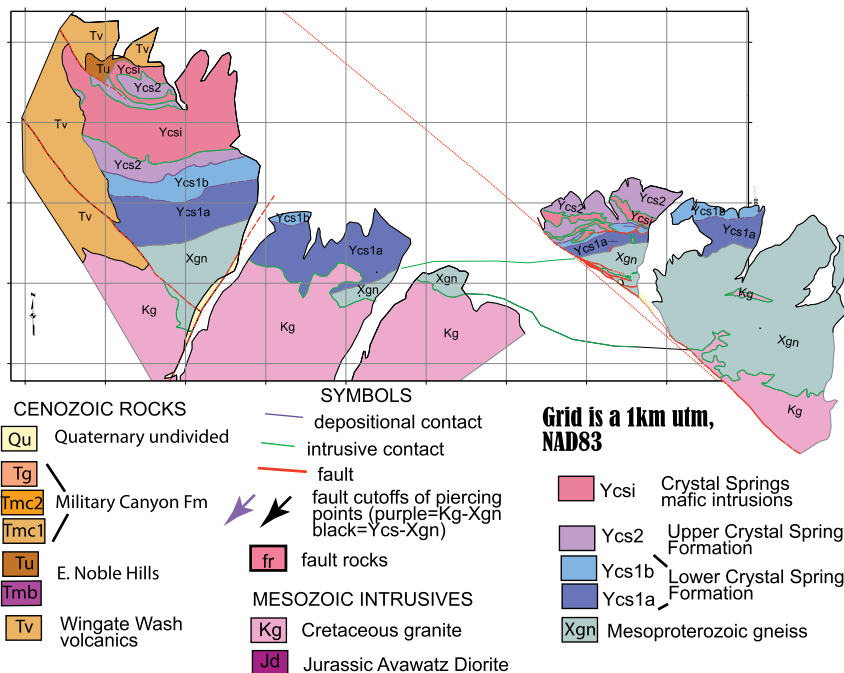 Tv
Tv
Tu
Ycsi
Ycs2
Tv
Ycsi
Ycs2
Ycs1b
Ycs1a
Tv
Xgn
Kg
Ycs1b
Ycs1a
Xgn
Kg
Xgn
Kg
Ycs2
Ycs2
Ycsi
Ycs1a
Xgn
Ycs1b
Ycs1a
Kg
Xgn
Kg
CENOZOIC ROCKS
Qu Quaternary undivided
Tg
Tmc2 Military Canyon Fm
Tmc1
Tu
E. Noble Hills
Tmb
Tv Wingate Wash
volcanics
SYMBOLS
depositional contact
intrusive contact
fault
fault cutoffs of piercing
points (purple=Kg-Xgn
black=Ycs-Xgn)
fr fault rocks
MESOZOIC INTRUSIVES
Kg Cretaceous granite
Jd Jurassic Avawatz Diorite
Grid is a 1km utm,
NAD83
Ycsi Crystal Springs
mafic intrusions
Ycs2 Upper Crystal Spring
Formation
Ycs1b
Lower Crystal Spring
Ycs1a Formation
Xgn Mesoproterozoic gneiss